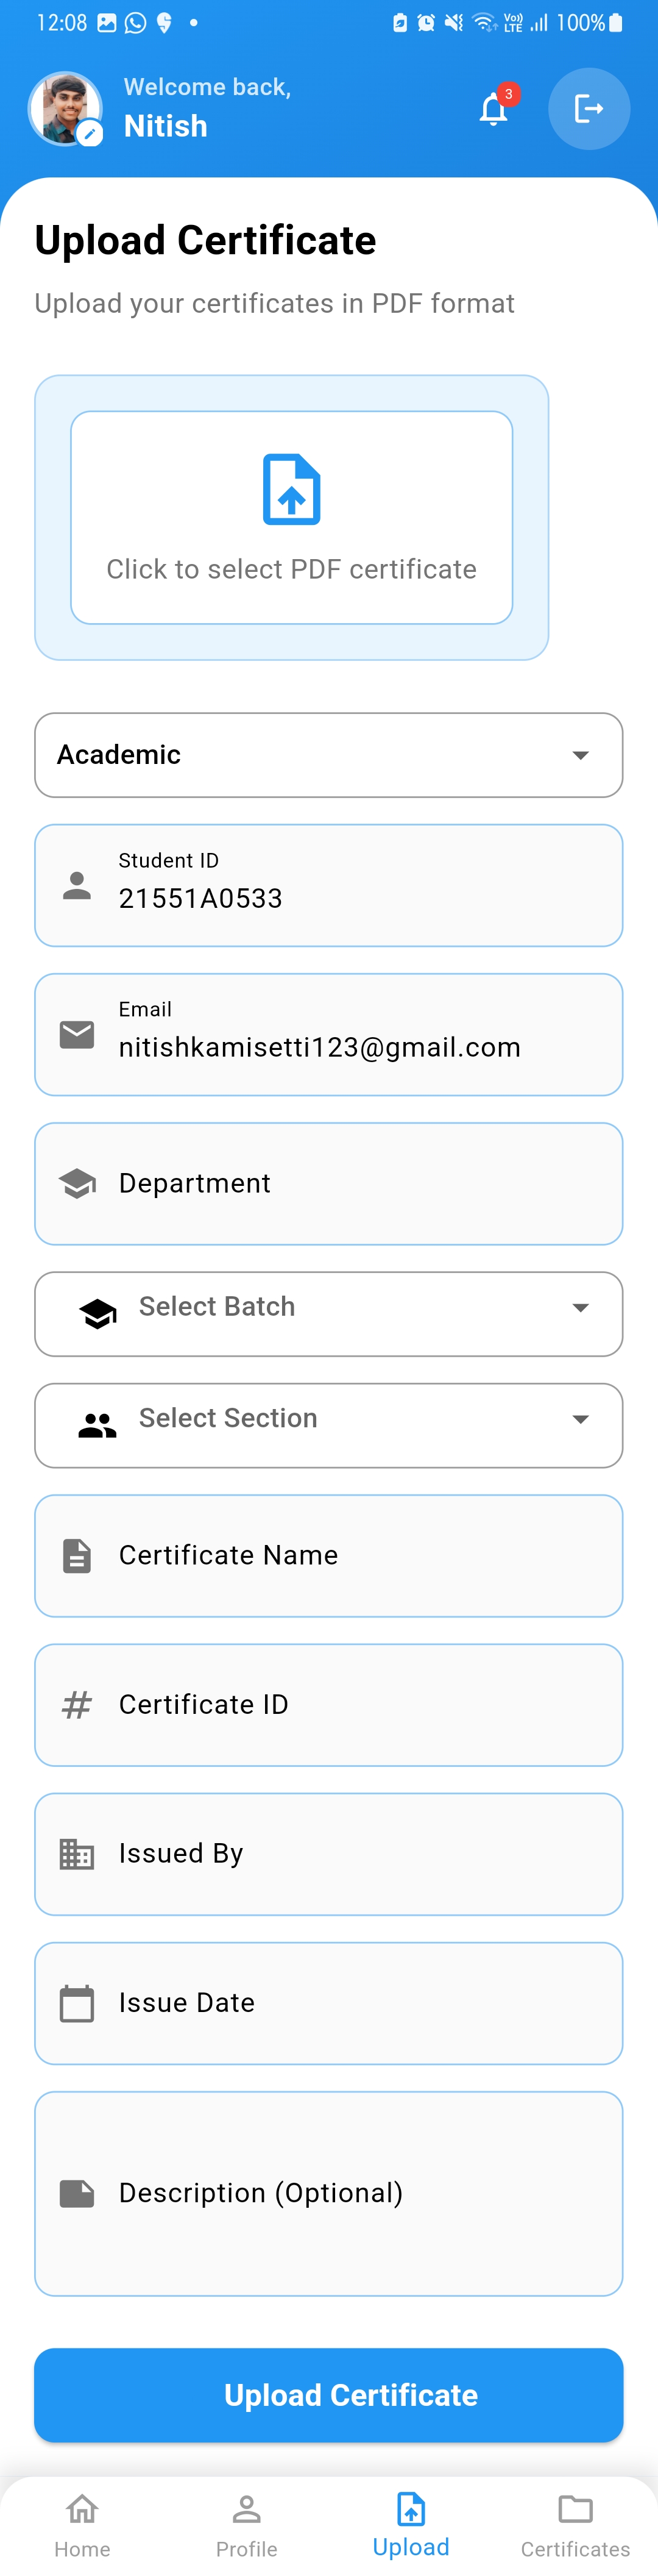 12:08
Vo)) LTE
100%
Welcome back,
Nitish
3
Upload Certificate
Upload your certificates in PDF format
Click to select PDF certificate
Academic
Student ID
21551A0533
Email
nitishkamisetti123@gmail.com
Department
Select Batch
Select Section
Certificate Name
# Certificate ID
Issued By
Issue Date
Description (Optional)
Upload Certificate
Home
Profile
Upload
Certificates